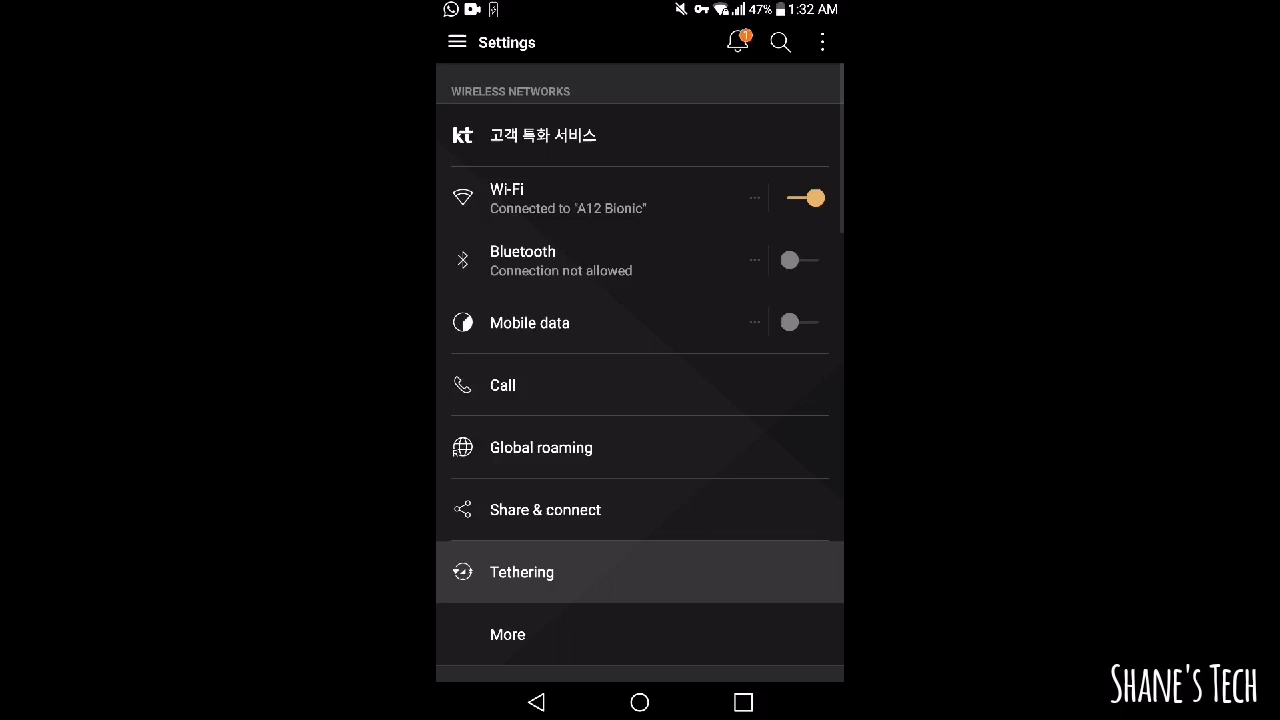 47% 1:32 AM
Settings
1
WIRELESS NETWORKS
kt 고객 특화 서비스
Wi-Fi
Connected to "A12 Bionic"
Bluetooth
Connection not allowed
Mobile data
Call
Global roaming
Share & connect
Tethering
More
SHANE'S TECH